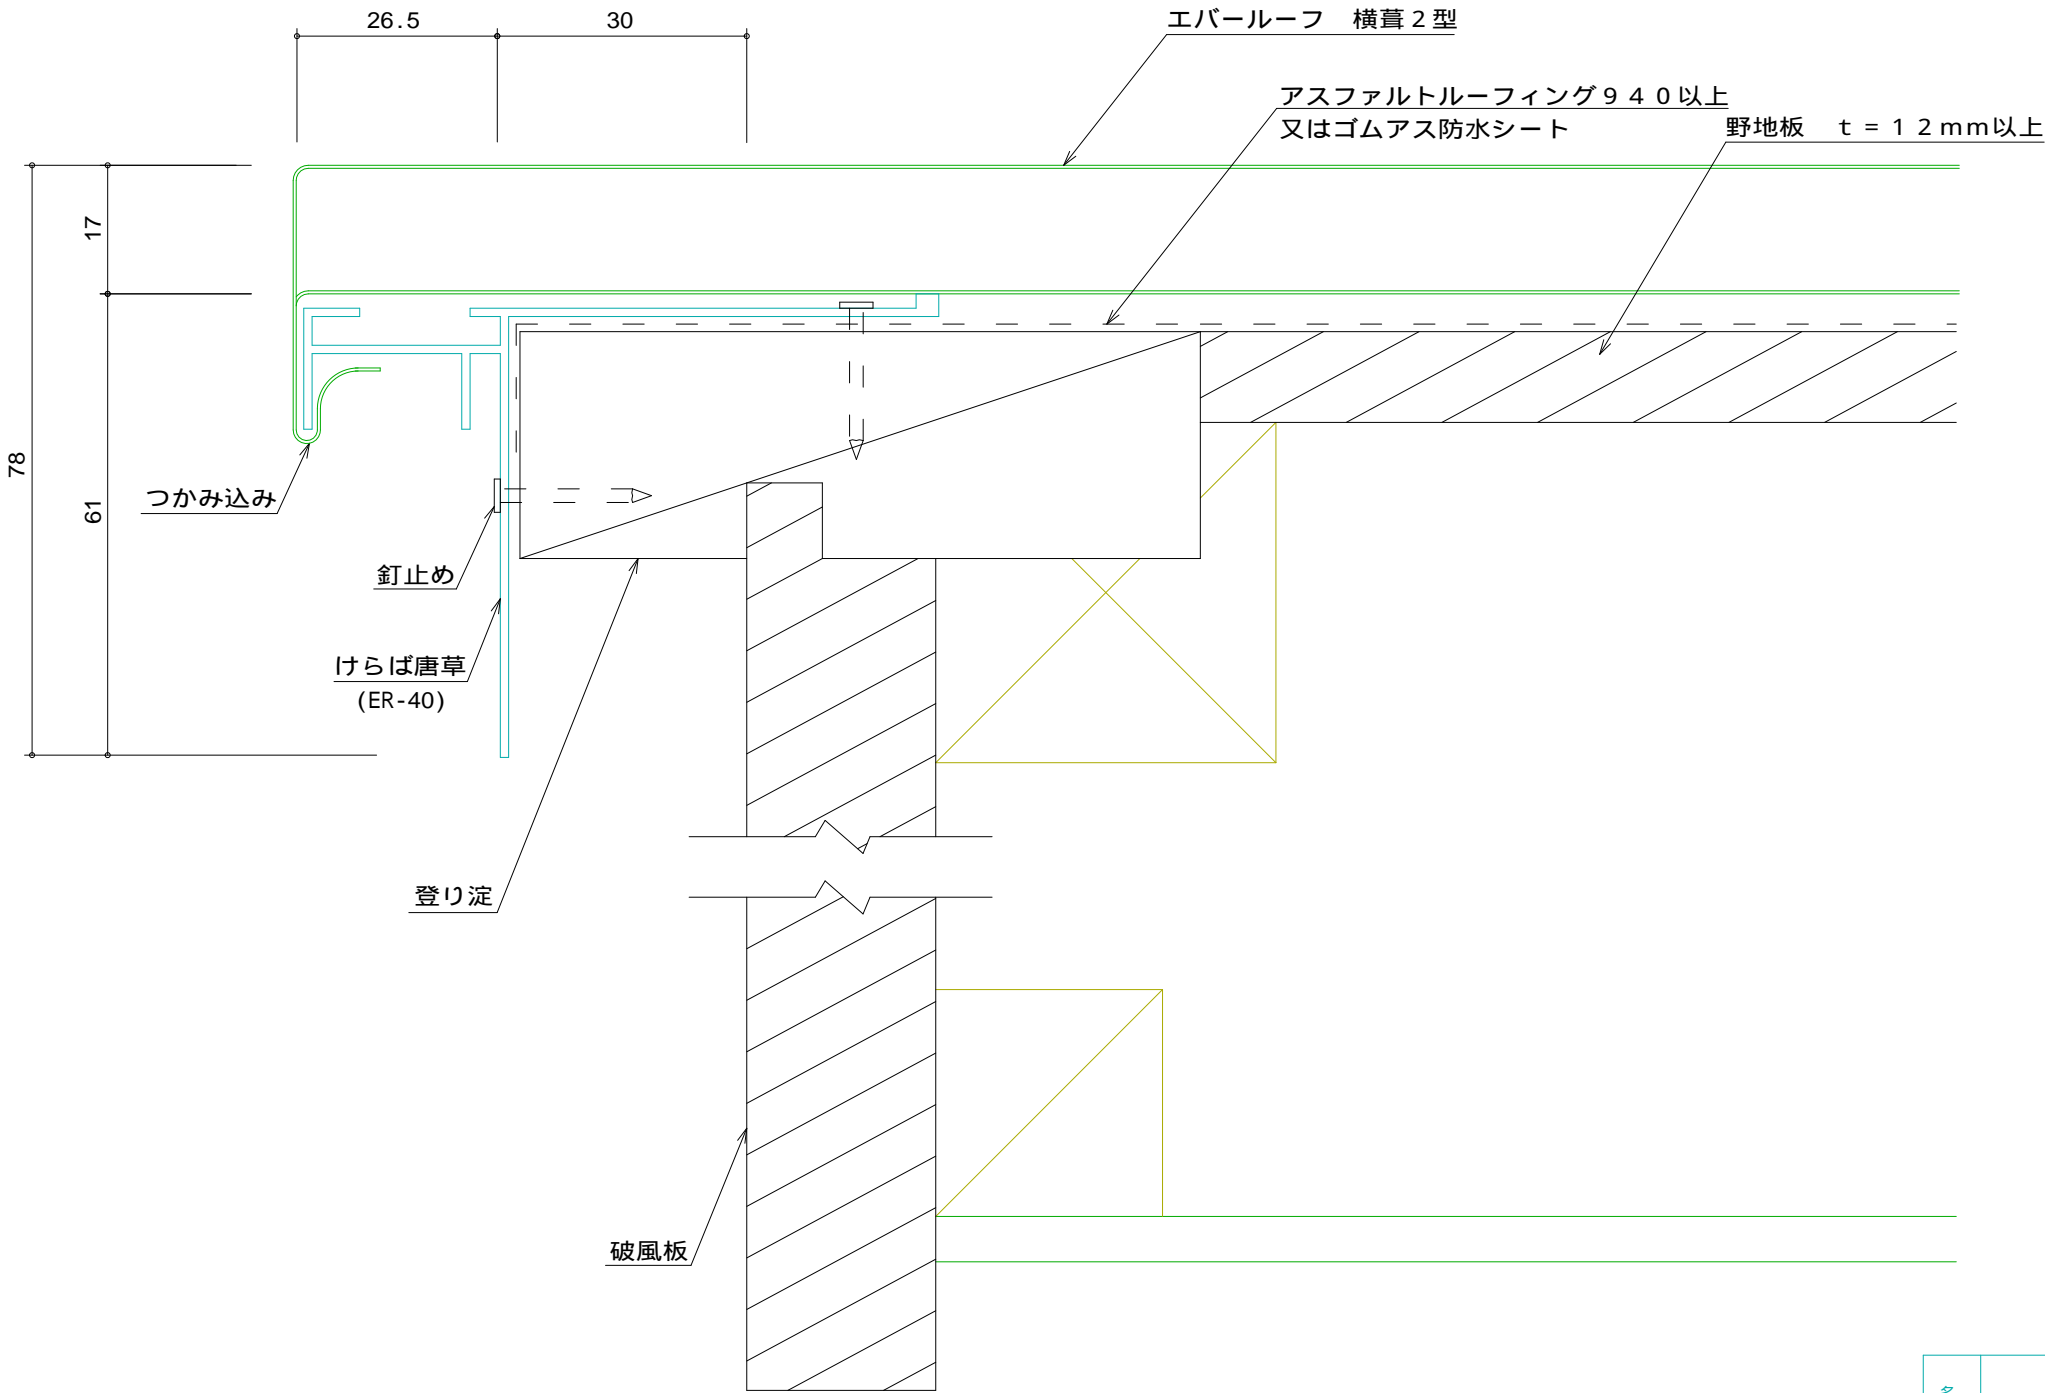 26.5
30
エバールーフ　横葺２型
アスファルトルーフィング９４０以上
又はゴムアス防水シート
野地板　ｔ＝１２mm以上
17
78
61
つかみ込み
釘止め
けらば唐草
(ER-40)
登り淀
破風板